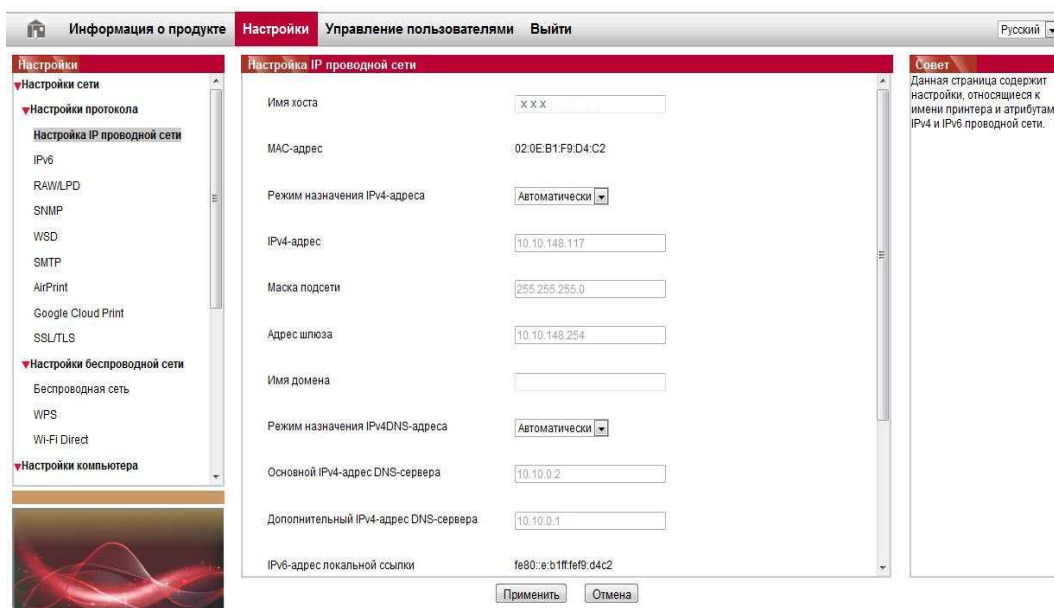 Информация о продукте Настройки Управление пользователями Выйти Русский
Настройки
Настройки сети
Настройки протокола
Настройка IP проводной сети
IPv6
RAW/LPD
SNMP
WSD
SMTP
AirPrint
Google Cloud Print
SSL/TLS
Настройки беспроводной сети
Беспроводная сеть
WPS
Wi-Fi Direct
Настройки компьютера
Настройка IP проводной сети
Имя хоста xxx
MAC-адрес 02:0E:B1:F9:D4:C2
Режим назначения IPv4-адреса Автоматически
IPv4-адрес 10.10.148.117
Маска подсети 255.255.255.0
Адрес шлюза 10.10.148.254
Имя домена
Режим назначения IPv4DNS-адреса Автоматически
Основной IPv4-адрес DNS-сервера 10.10.0.2
Дополнительный IPv4-адрес DNS-сервера 10.10.0.1
IPv6-адрес локальной ссылки fe80::e:b1ff:fef9:d4c2
Применить Отмена
Совет
Данная страница содержит
настройки, относящиеся к
имени принтера и атрибутам
IPv4 и IPv6 проводной сети.